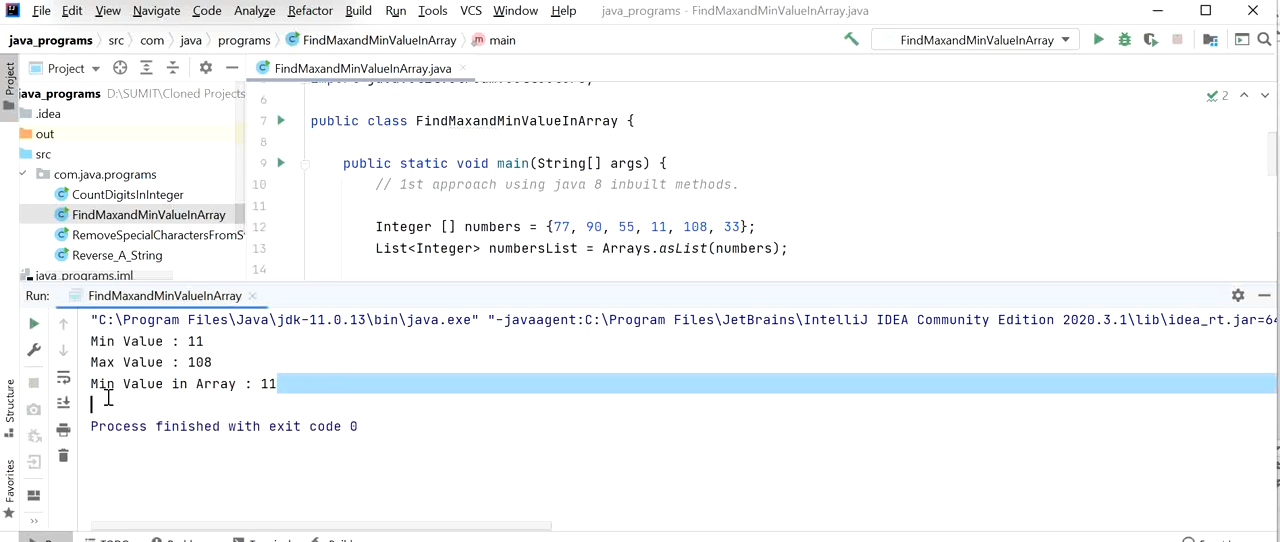 File Edit View Navigate Code Analyze Refactor Build Run Tools VCS Window Help java_programs - FindMaxandMinValueInArray.java
java_programs src com java programs FindMaxandMinValueInArray main FindMaxandMinValueInArray
Project
Project
FindMaxandMinValueInArray.java
java_programs D:\SUMIT\Cloned Projects
.idea
out
src
com.java.programs
CountDigitsInInteger
FindMaxandMinValueInArray
RemoveSpecialCharactersFromS
Reverse_A_String
java_programs.iml
2
6
7 public class FindMaxandMinValueInArray {
8
9 public static void main(String[] args) {
10 // 1st approach using java 8 inbuilt methods.
11
12 Integer [] numbers = {77, 90, 55, 11, 108, 33};
13 List<Integer> numbersList = Arrays.asList(numbers);
14
Run: FindMaxandMinValueInArray
"C:\Program Files\Java\jdk-11.0.13\bin\java.exe" "-javaagent:C:\Program Files\JetBrains\IntelliJ IDEA Community Edition 2020.3.1\lib\idea_rt.jar=64
Min Value : 11
Max Value : 108
Min Value in Array : 11
Process finished with exit code 0
Structure
Favorites